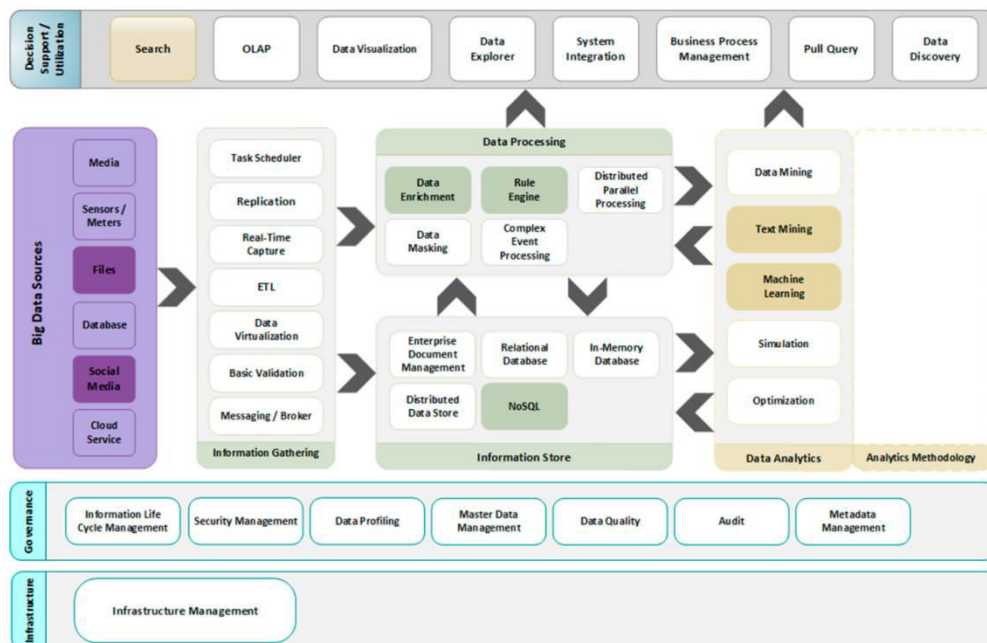 Decision
Support /
Utilization
Search
OLAP
Data Visualization
Data
Explorer
System
Integration
Business Process
Management
Pull Query
Data
Discovery
Big Data Sources
Media
Sensors /
Meters
Files
Database
Social
Media
Cloud
Service
Task Scheduler
Replication
Real-Time
Capture
ETL
Data
Virtualization
Basic Validation
Messaging / Broker
Information Gathering
Data Processing
Data
Enrichment
Rule
Engine
Distributed
Parallel
Processing
Data
Masking
Complex
Event
Processing
Enterprise
Document
Management
Relational
Database
In-Memory
Database
Distributed
Data Store
NoSQL
Information Store
Data Mining
Text Mining
Machine
Learning
Simulation
Optimization
Data Analytics
Analytics Methodology
Governance
Information Life
Cycle Management
Security Management
Data Profiling
Master Data
Management
Data Quality
Audit
Metadata
Management
Infrastructure
Infrastructure Management